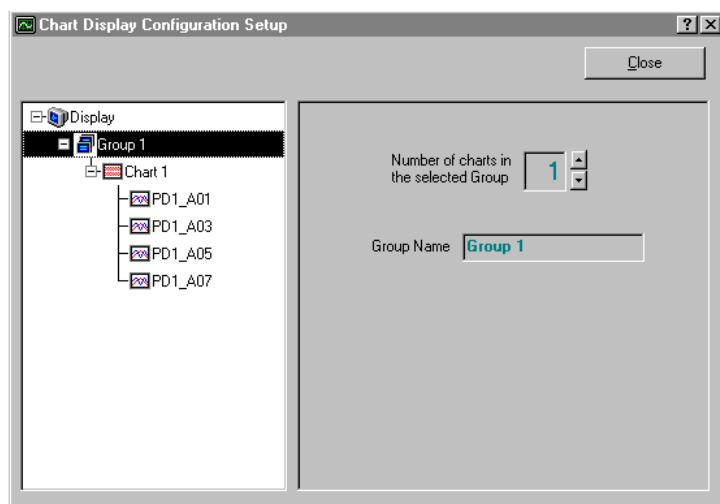 Chart Display Configuration Setup
?
Close
Display
Group 1
Chart 1
PD1_A01
PD1_A03
PD1_A05
PD1_A07
Number of charts in
the selected Group
1
Group Name
Group 1